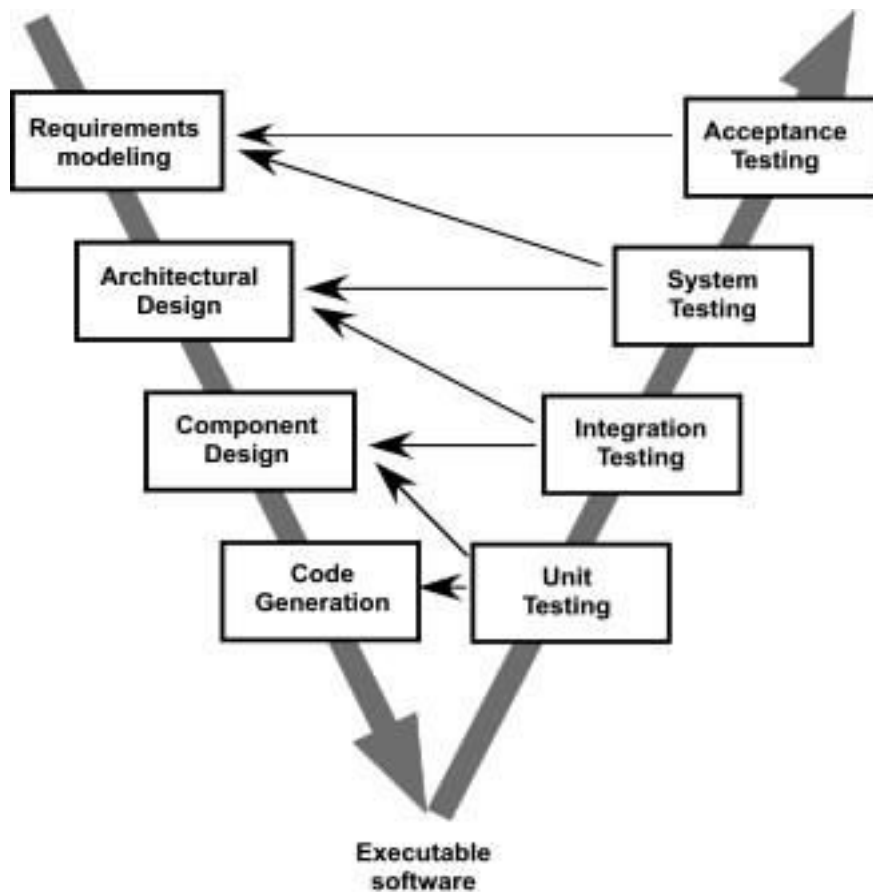 Requirements
modeling
Acceptance
Testing
Architectural
Design
System
Testing
Component
Design
Integration
Testing
Code
Generation
Unit
Testing
Executable
software